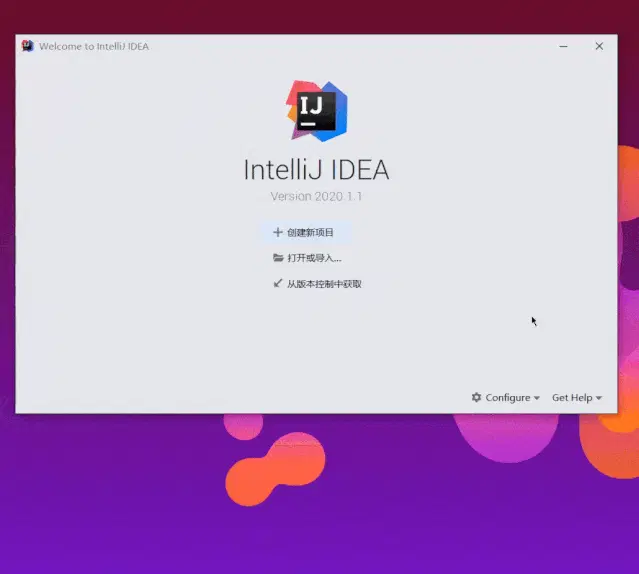 Welcome to IntelliJ IDEA
IJ
IntelliJ IDEA
Version 2020.1.1
创建新项目
打开或导入...
从版本控制中获取
Configure
Get Help